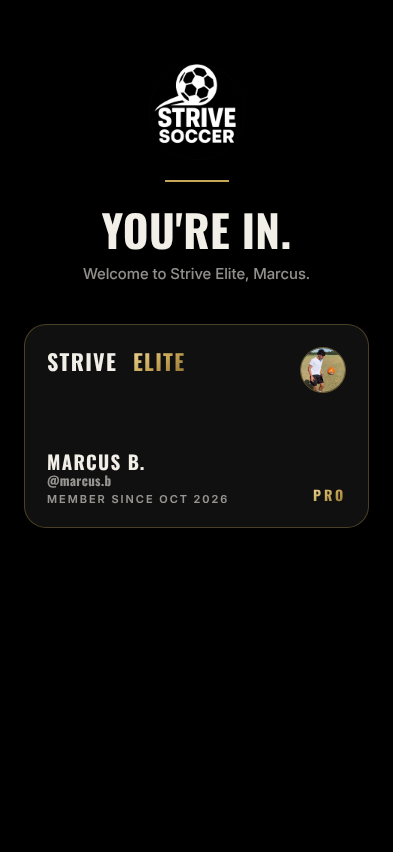 STRIVE
SOCCER
YOU'RE IN.
Welcome to Strive Elite, Marcus.
STRIVE ELITE
MARCUS B.
@marcus.b
MEMBER SINCE OCT 2026
PRO